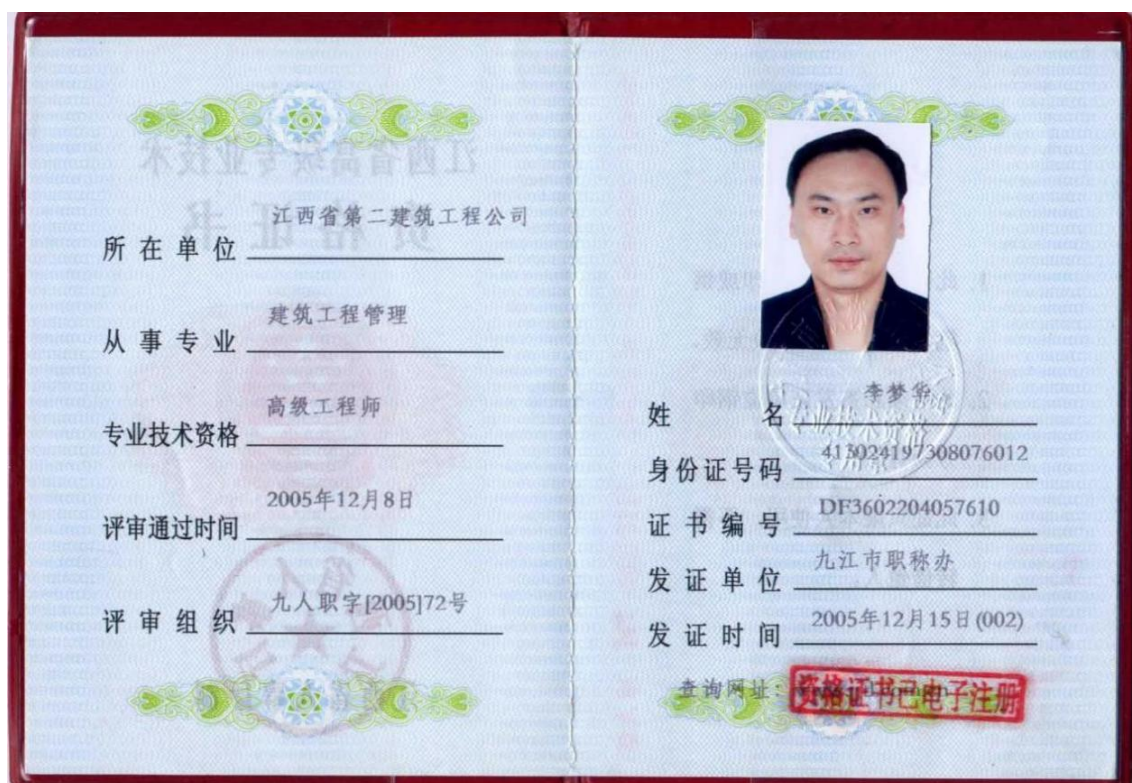 所在单位 江西省第二建筑工程公司
从事专业 建筑工程管理
专业技术资格 高级工程师
评审通过时间 2005年12月8日
评审组织 九人职字[2005]72号
姓名 李梦华
专业技术资格
身份证号码 413024197308076012
证书编号 DF3602204057610
发证单位 九江市职称办
发证时间 2005年12月15日(002)
查询网址：
资格证书已电子注册